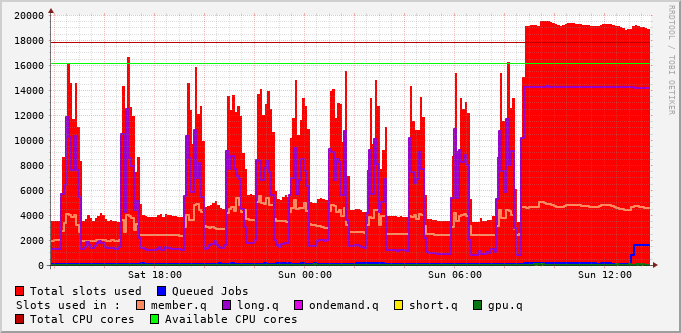 20000
18000
16000
14000
12000
10000
8000
6000
4000
2000
0
Sat 18:00 Sun 00:00 Sun 06:00 Sun 12:00
RRDTOOL / TOBI OETIKER
Total slots used Queued Jobs
Slots used in : member.q long.q ondemand.q short.q gpu.q
Total CPU cores Available CPU cores